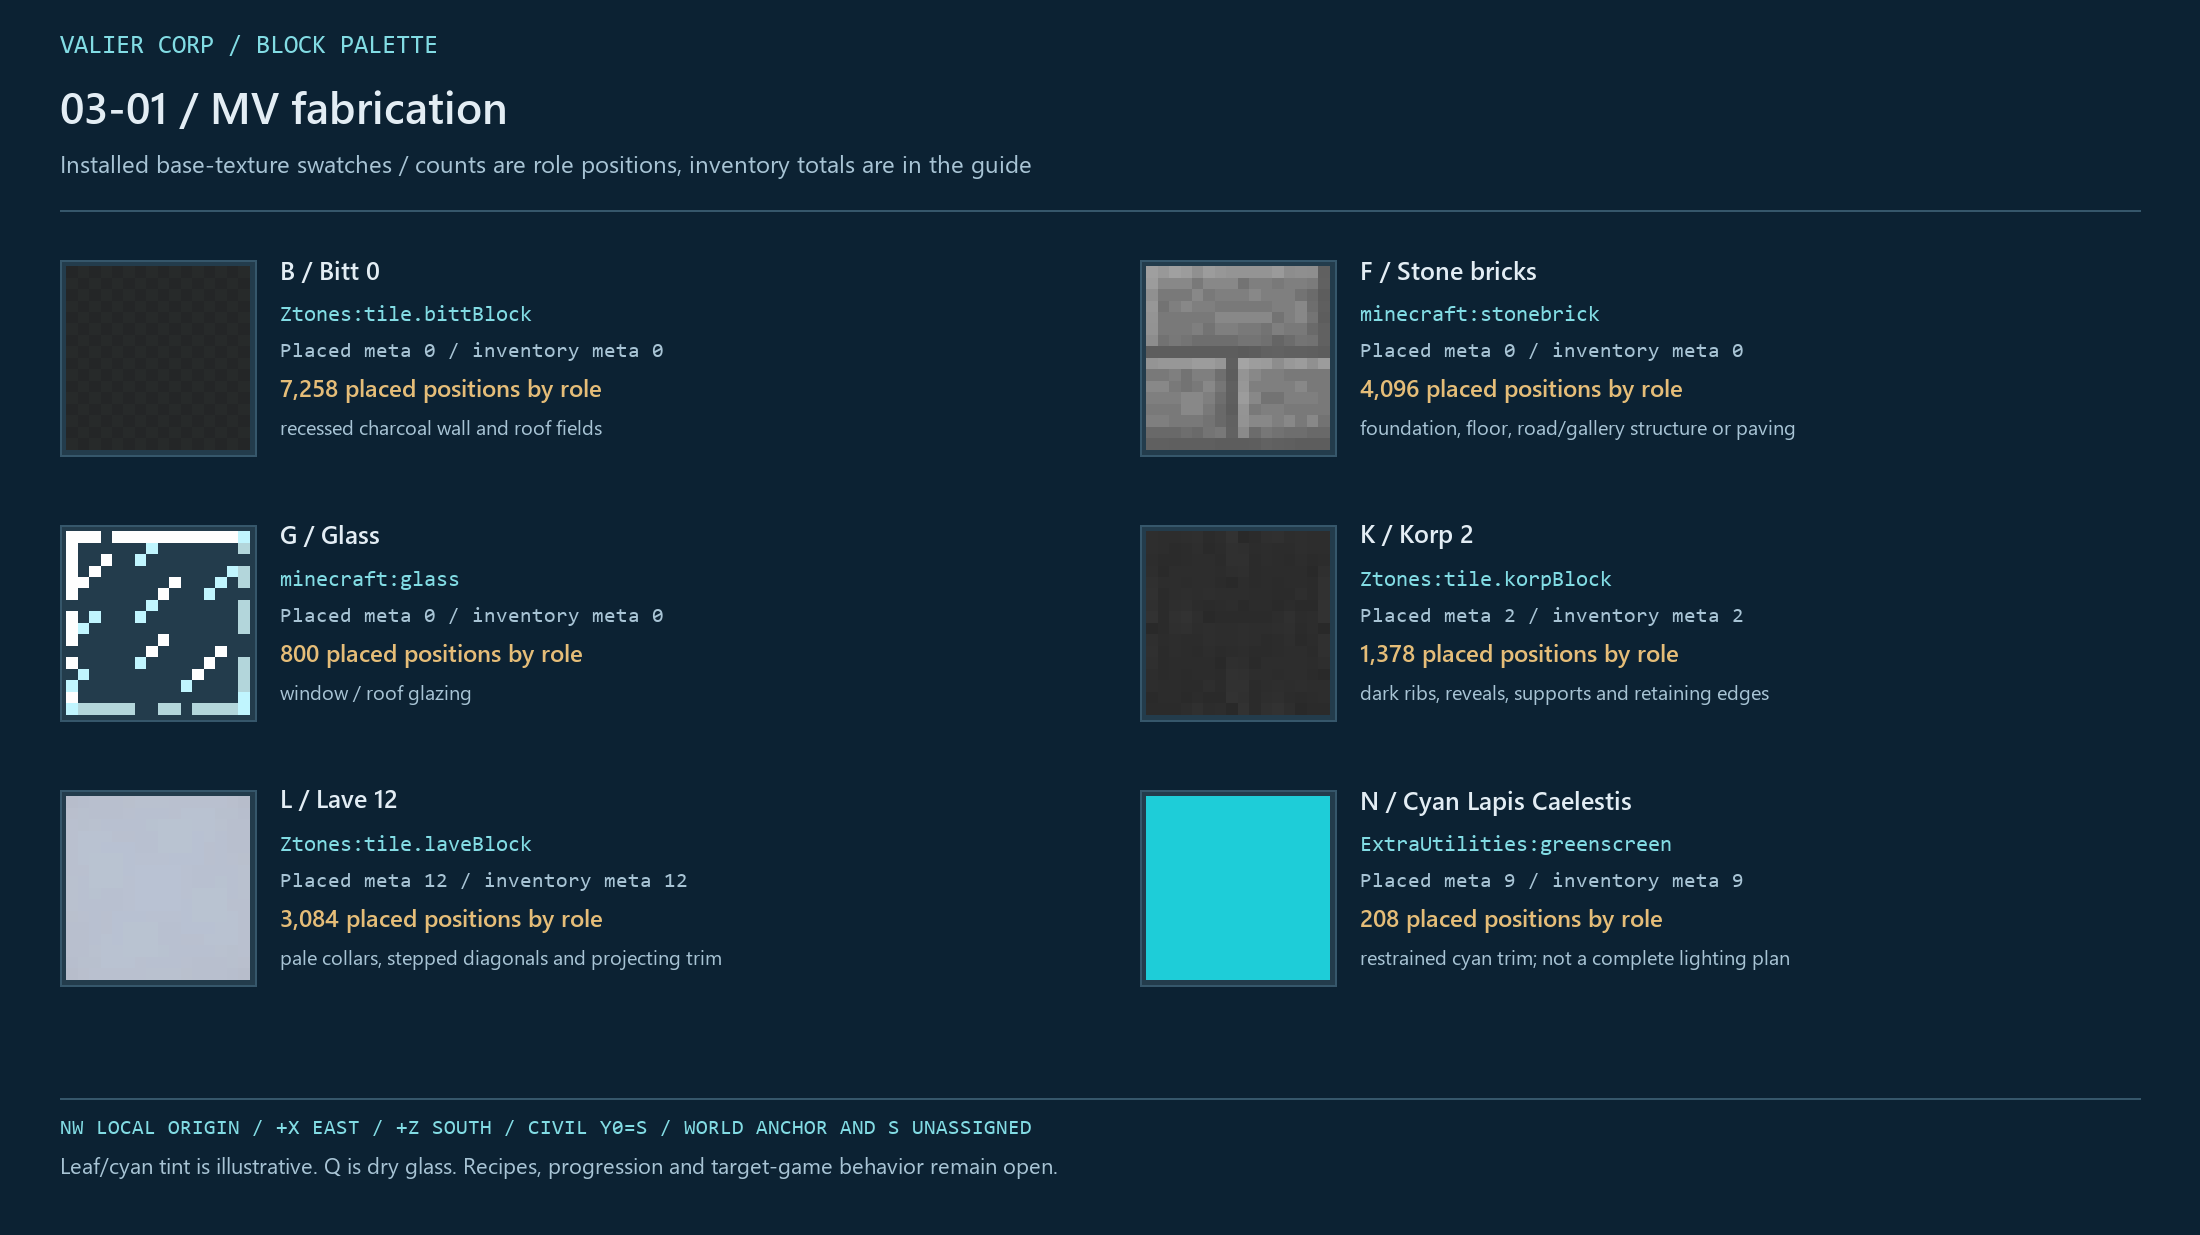 VALIER CORP / BLOCK PALETTE
03-01 / MV fabrication
Installed base-texture swatches / counts are role positions, inventory totals are in the guide
B / Bitt 0
Ztones:tile.bittBlock
Placed meta 0 / inventory meta 0
7,258 placed positions by role
recessed charcoal wall and roof fields
F / Stone bricks
minecraft:stonebrick
Placed meta 0 / inventory meta 0
4,096 placed positions by role
foundation, floor, road/gallery structure or paving
G / Glass
minecraft:glass
Placed meta 0 / inventory meta 0
800 placed positions by role
window / roof glazing
K / Korp 2
Ztones:tile.korpBlock
Placed meta 2 / inventory meta 2
1,378 placed positions by role
dark ribs, reveals, supports and retaining edges
L / Lave 12
Ztones:tile.laveBlock
Placed meta 12 / inventory meta 12
3,084 placed positions by role
pale collars, stepped diagonals and projecting trim
N / Cyan Lapis Caelestis
ExtraUtilities:greenscreen
Placed meta 9 / inventory meta 9
208 placed positions by role
restrained cyan trim; not a complete lighting plan
NW LOCAL ORIGIN / +X EAST / +Z SOUTH / CIVIL Y0=S / WORLD ANCHOR AND S UNASSIGNED
Leaf/cyan tint is illustrative. Q is dry glass. Recipes, progression and target-game behavior remain open.